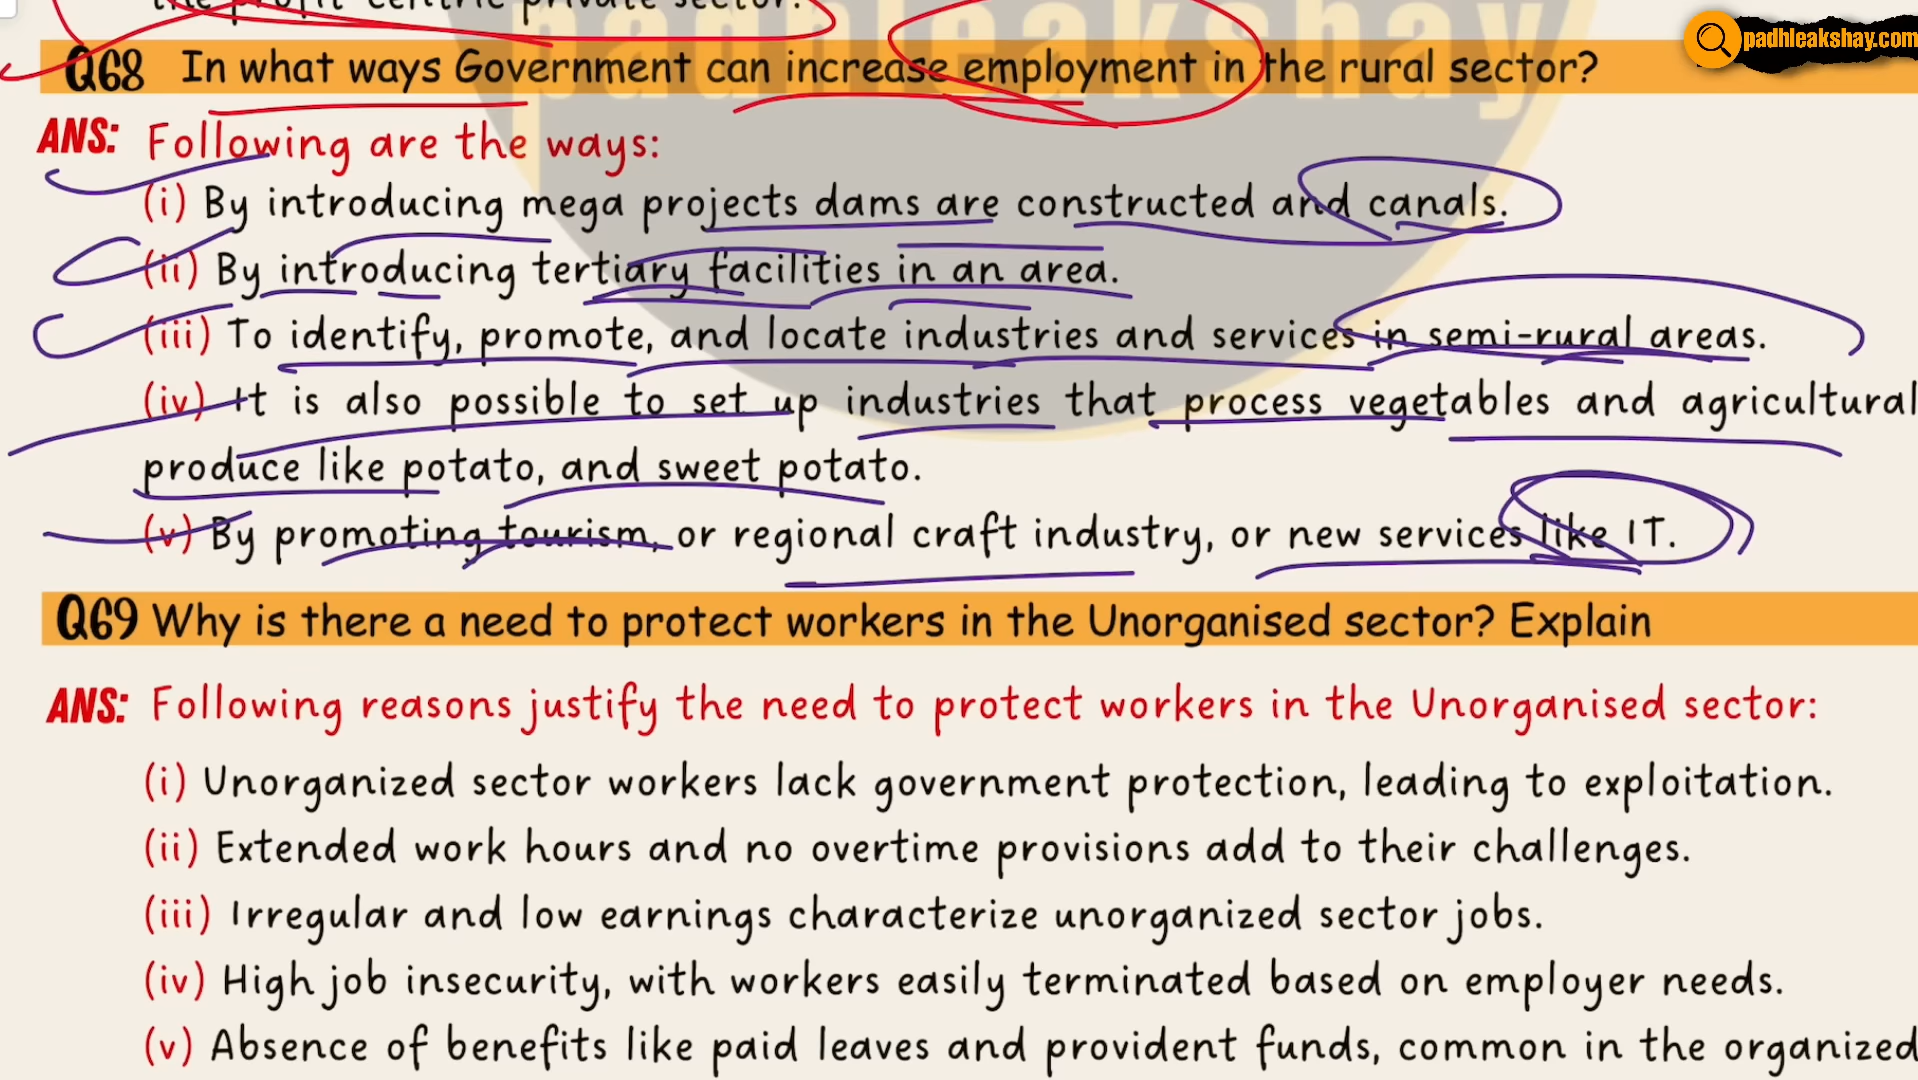 the profit centric private sector.
padhleakshay.com
padhleakshay
Q68 In what ways Government can increase employment in the rural sector?
ANS: Following are the ways:
(i) By introducing mega projects dams are constructed and canals.
(ii) By introducing tertiary facilities in an area.
(iii) To identify, promote, and locate industries and services in semi-rural areas.
(iv) It is also possible to set up industries that process vegetables and agricultural
produce like potato, and sweet potato.
(v) By promoting tourism, or regional craft industry, or new services like IT.
Q69 Why is there a need to protect workers in the Unorganised sector? Explain
ANS: Following reasons justify the need to protect workers in the Unorganised sector:
(i) Unorganized sector workers lack government protection, leading to exploitation.
(ii) Extended work hours and no overtime provisions add to their challenges.
(iii) Irregular and low earnings characterize unorganized sector jobs.
(iv) High job insecurity, with workers easily terminated based on employer needs.
(v) Absence of benefits like paid leaves and provident funds, common in the organized